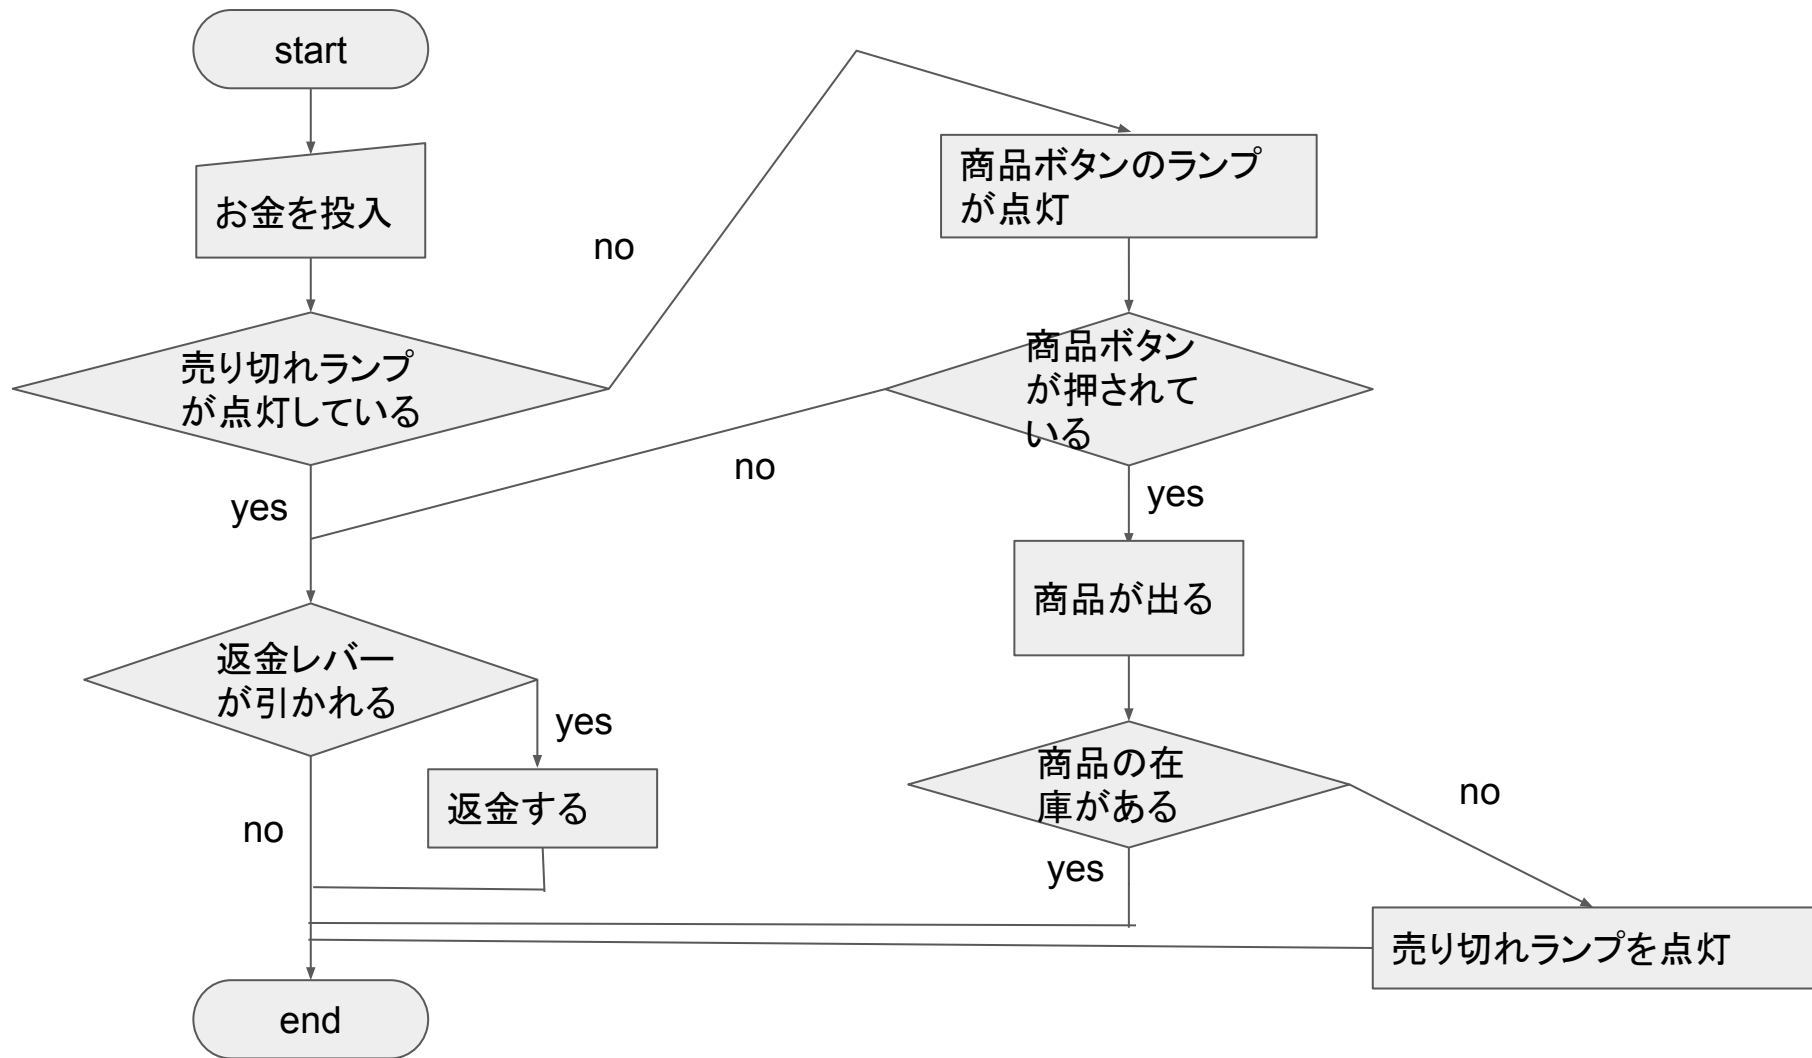 start
お金を投入
売り切れランプ
が点灯している
yes
no
返金レバー
が引かれる
yes
返金する
no
end
商品ボタンのランプ
が点灯
商品ボタン
が押されて
いる
no
yes
商品が出る
商品の在
庫がある
yes
no
売り切れランプを点灯